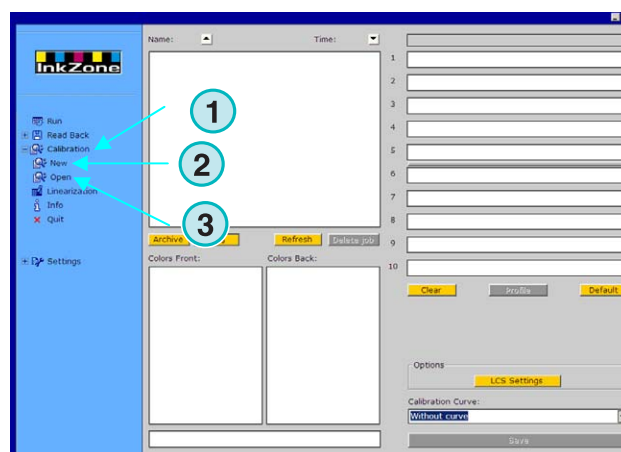 InkZone
Run
Read Back
Calibration
New
Open
Linearization
Info
Quit
Settings
1
2
3
Name: Time:
Archive Refresh Delete job
Colors Front: Colors Back:
1
2
3
4
5
6
7
8
9
10
Clear Profile Default
Options
LCS Settings
Calibration Curve:
Without curve
Save